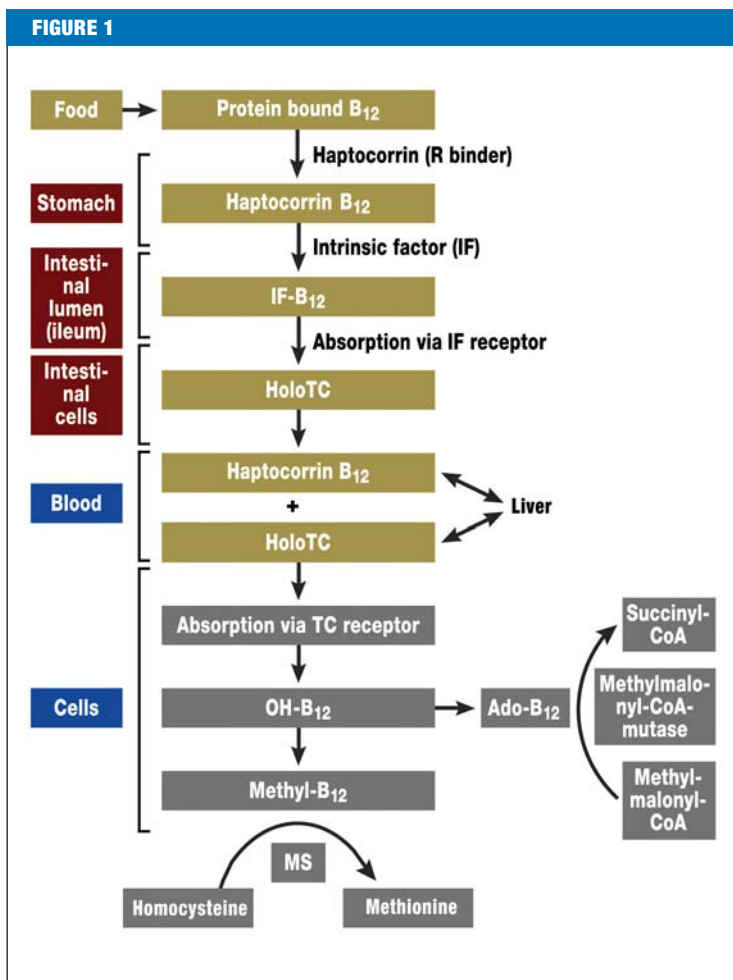 FIGURE 1
Food
Protein bound B₁₂
Haptocorrin (R binder)
Stomach
Haptocorrin B₁₂
Intrinsic factor (IF)
Intesti-
nal
lumen
(ileum)
IF-B₁₂
Absorption via IF receptor
Intesti-
nal
cells
HoloTC
Blood
Haptocorrin B₁₂
+
HoloTC
Liver
Cells
Absorption via TC receptor
OH-B₁₂
Ado-B₁₂
Methyl-B₁₂
Succinyl-
CoA
Methylmalo-
nyl-CoA-
mutase
Methyl-
malonyl-
CoA
MS
Homocysteine
Methionine